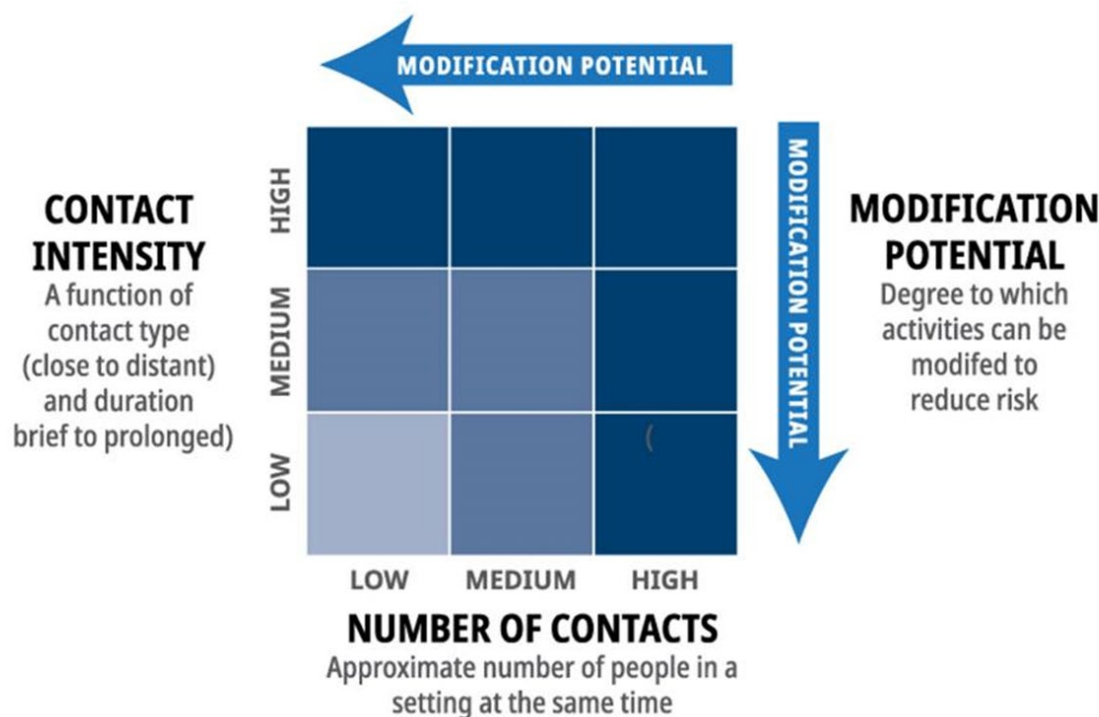 MODIFICATION POTENTIAL
CONTACT
INTENSITY
A function of
contact type
(close to distant)
and duration
brief to prolonged)
HIGH
MEDIUM
LOW
(
MODIFICATION POTENTIAL
MODIFICATION
POTENTIAL
Degree to which
activities can be
modifed to
reduce risk
LOW MEDIUM HIGH
NUMBER OF CONTACTS
Approximate number of people in a
setting at the same time